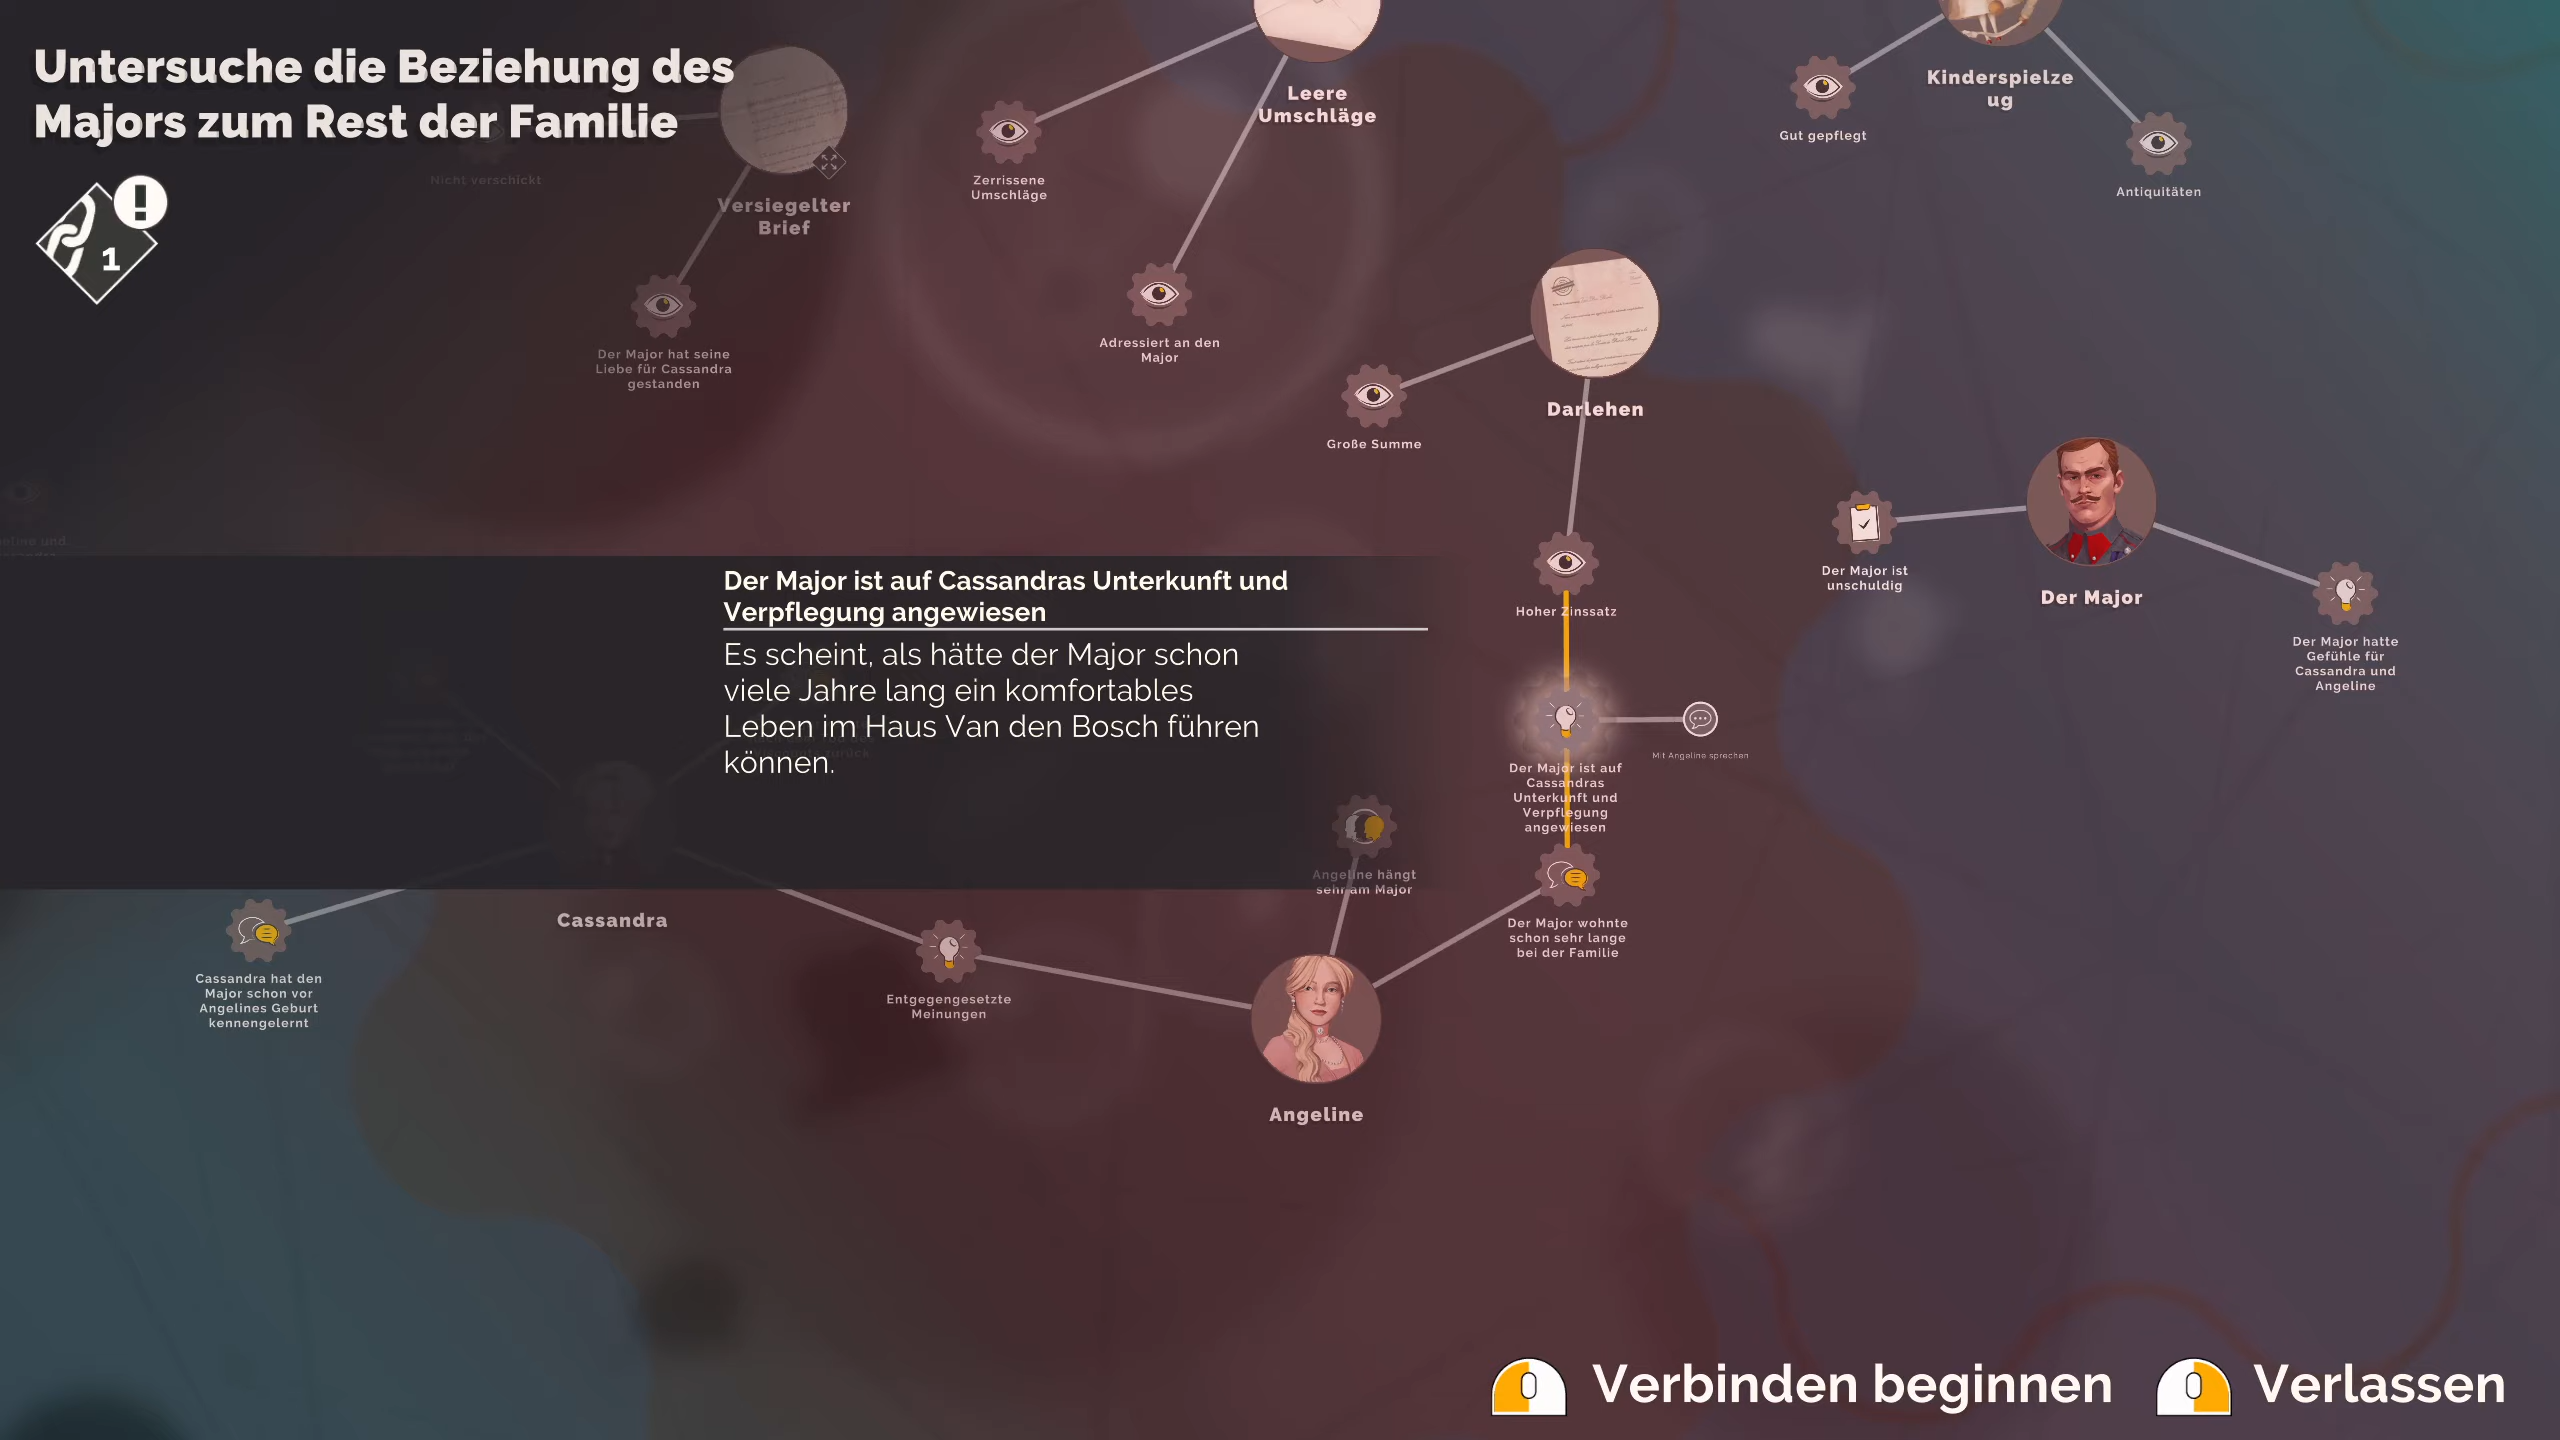 Untersuche die Beziehung des
Majors zum Rest der Familie
1
Nicht verschickt
Versiegelter
Brief
Der Major hat seine
Liebe für Cassandra
gestanden
Leere
Umschläge
Zerrissene
Umschläge
Adressiert an den
Major
Kinderspielze
ug
Gut gepflegt
Antiquitäten
Darlehen
Große Summe
Hoher Zinssatz
Der Major ist
unschuldig
Der Major
Der Major hatte
Gefühle für
Cassandra und
Angeline
Der Major ist auf Cassandras Unterkunft und
Verpflegung angewiesen
Es scheint, als hätte der Major schon
viele Jahre lang ein komfortables
Leben im Haus Van den Bosch führen
können.
Der Major ist auf
Cassandras
Unterkunft und
Verpflegung
angewiesen
Mit Angeline sprechen
Angeline hängt
sehr am Major
Der Major wohnte
schon sehr lange
bei der Familie
Cassandra
Cassandra hat den
Major schon vor
Angelines Geburt
kennengelernt
Entgegengesetzte
Meinungen
Angeline
Verbinden beginnen
Verlassen